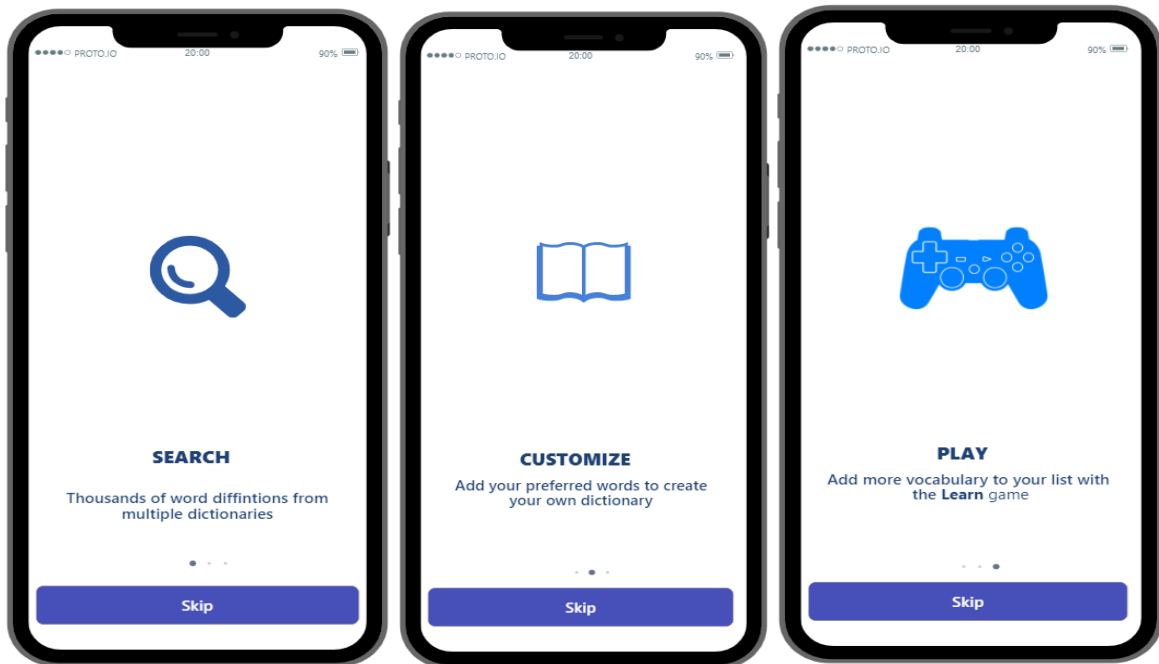 PROTO.IO 20:00 90%
SEARCH
Thousands of word diffintions from
multiple dictionaries
Skip
PROTO.IO 20:00 90%
CUSTOMIZE
Add your preferred words to create
your own dictionary
Skip
PROTO.IO 20:00 90%
PLAY
Add more vocabulary to your list with
the Learn game
Skip